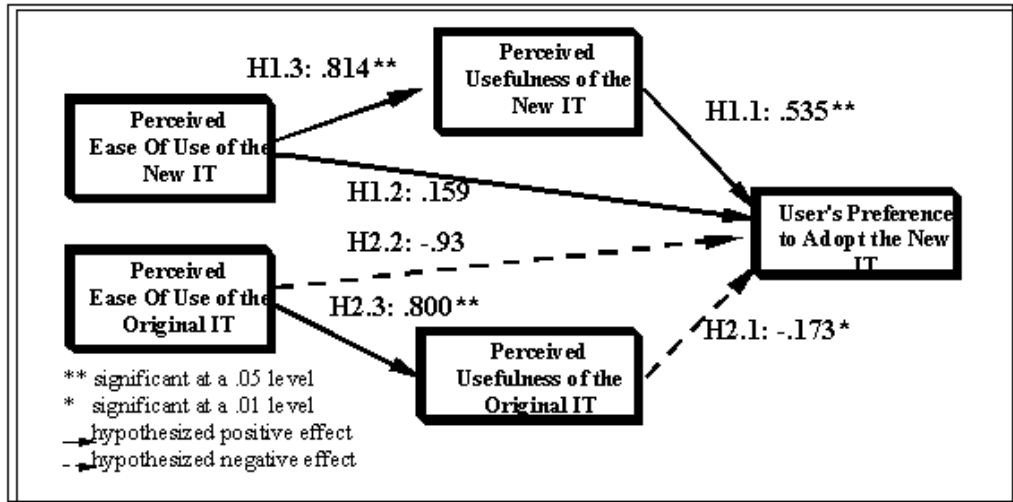 Perceived
Usefulness of the
New IT
H1.3: .814**
H1.1: .535**
Perceived
Ease Of Use of the
New IT
H1.2: .159
User's Preference
to Adopt the New
IT
H2.2: -.93
Perceived
Ease Of Use of the
Original IT
H2.3: .800**
H2.1: -.173*
Perceived
Usefulness of the
Original IT
** significant at a .05 level
* significant at a .01 level
hypothesized positive effect
hypothesized negative effect